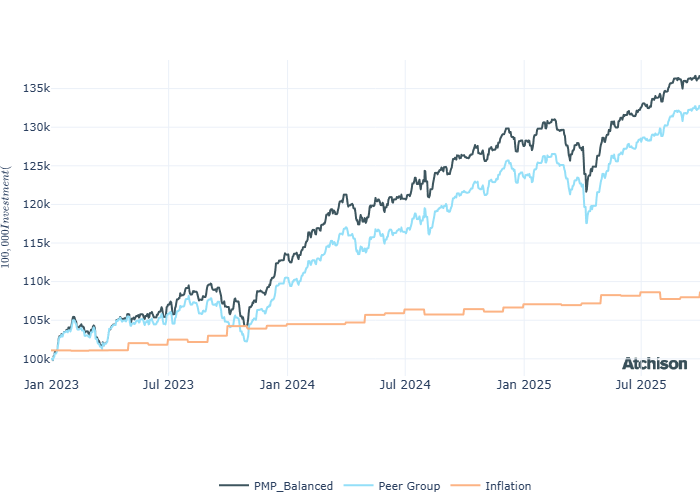 135k
130k
125k
120k
115k
110k
105k
100k
100,000Investment(
Jan 2023 Jul 2023 Jan 2024 Jul 2024 Jan 2025 Jul 2025
Atchison
PMP_Balanced Peer Group Inflation